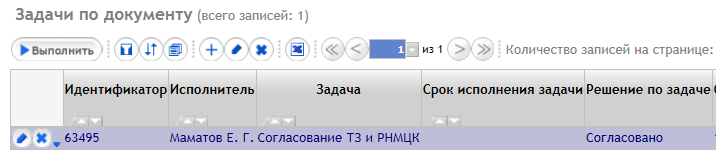 Задачи по документу (всего записей: 1)
Выполнить 1 из 1 Количество записей на странице:
Идентификатор Исполнитель Задача Срок исполнения задачи Решение по задаче
63495 Маматов Е. Г. Согласование ТЗ и РНМЦК Согласовано